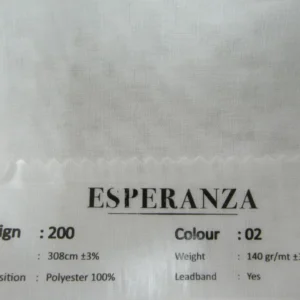 ESPERANZA
ign : 200 Colour : 02
: 308cm ±3% Weight : 140 gr/mt ±
sition : Polyester 100% Leadband : Yes